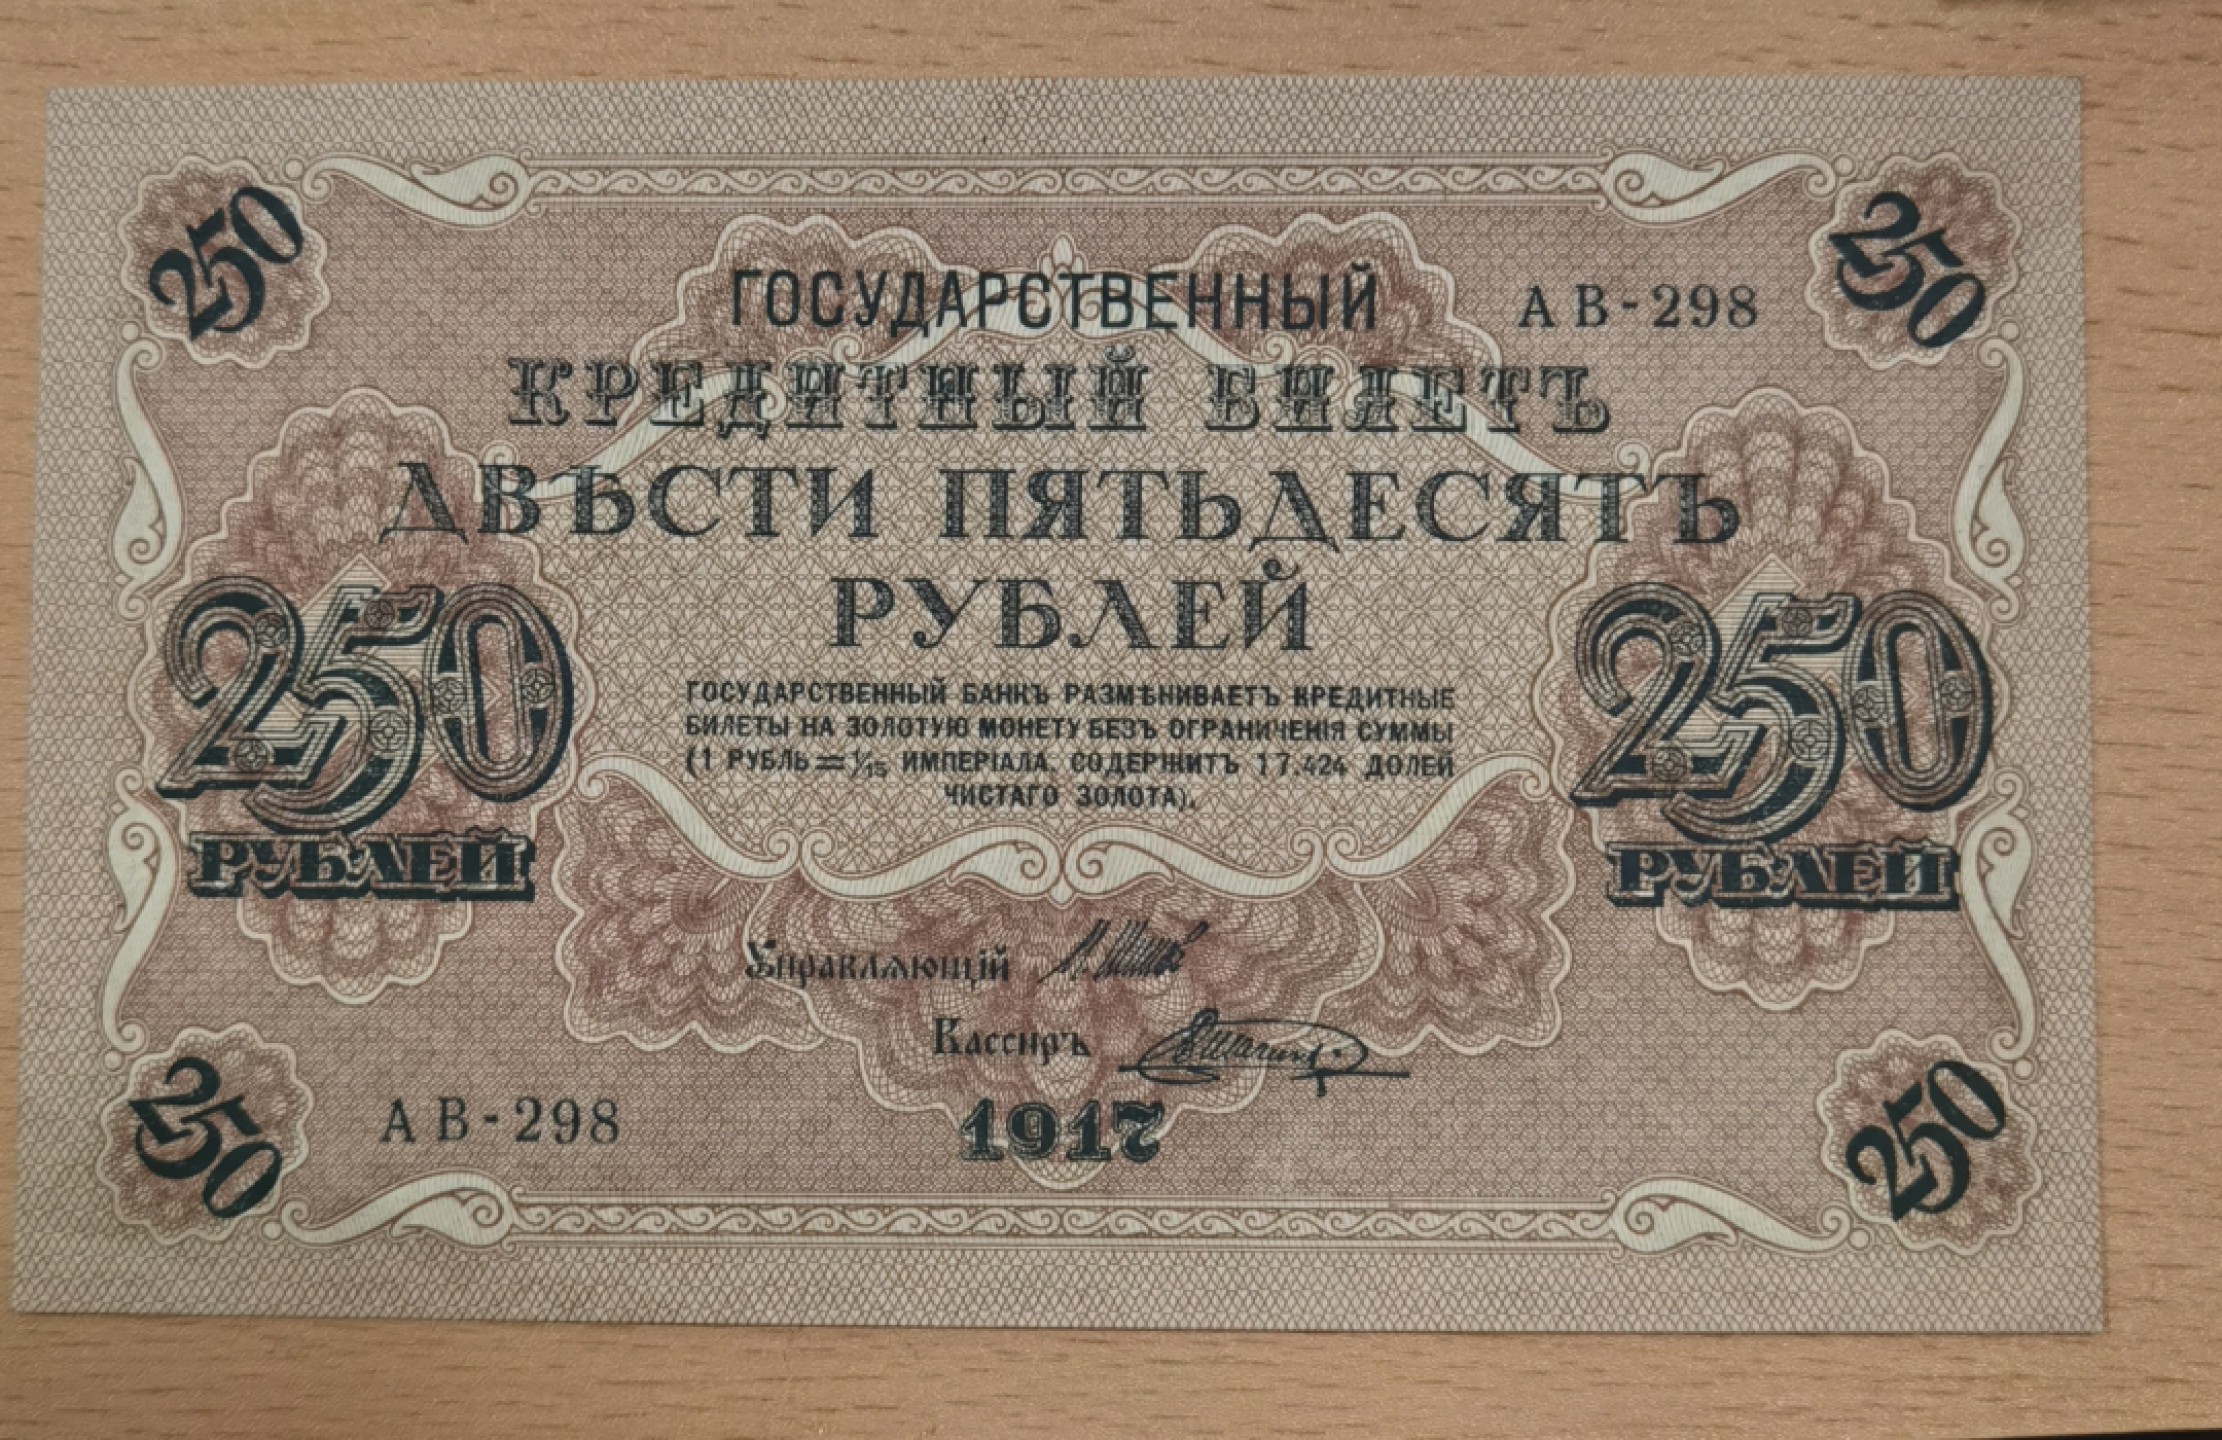 250
250
ГОСУДАРСТВЕННЫЙ
АВ-298
КРЕДИТНЫЙ БИЛЕТЪ
ДВѢСТИ ПЯТЬДЕСЯТЪ
РУБЛЕЙ
250
РУБЛЕЙ
ГОСУДАРСТВЕННЫЙ БАНКЪ РАЗМѢНИВАЕТЪ КРЕДИТНЫЕ
БИЛЕТЫ НА ЗОЛОТУЮ МОНЕТУ БЕЗЪ ОГРАНИЧЕНІЯ СУММЫ
(1 РУБЛЬ = 1/15 ИМПЕРІАЛА, СОДЕРЖИТЪ 17.424 ДОЛЕЙ
ЧИСТАГО ЗОЛОТА).
250
РУБЛЕЙ
Управляющій
Кассиръ
1917
АВ-298
250
250